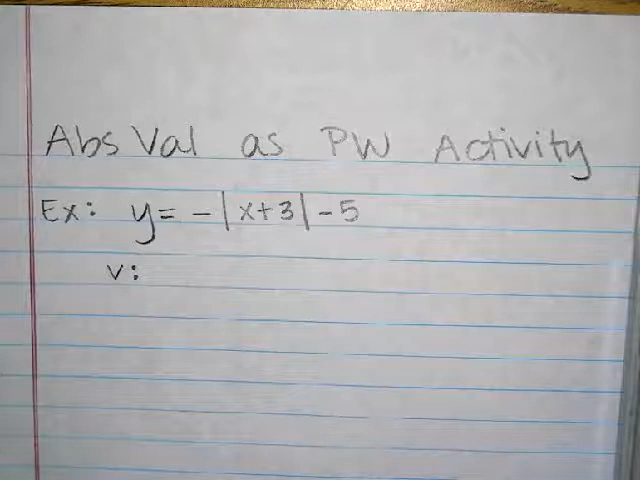 Abs Val as PW Activity
Ex: y = -|x+3| - 5
v: